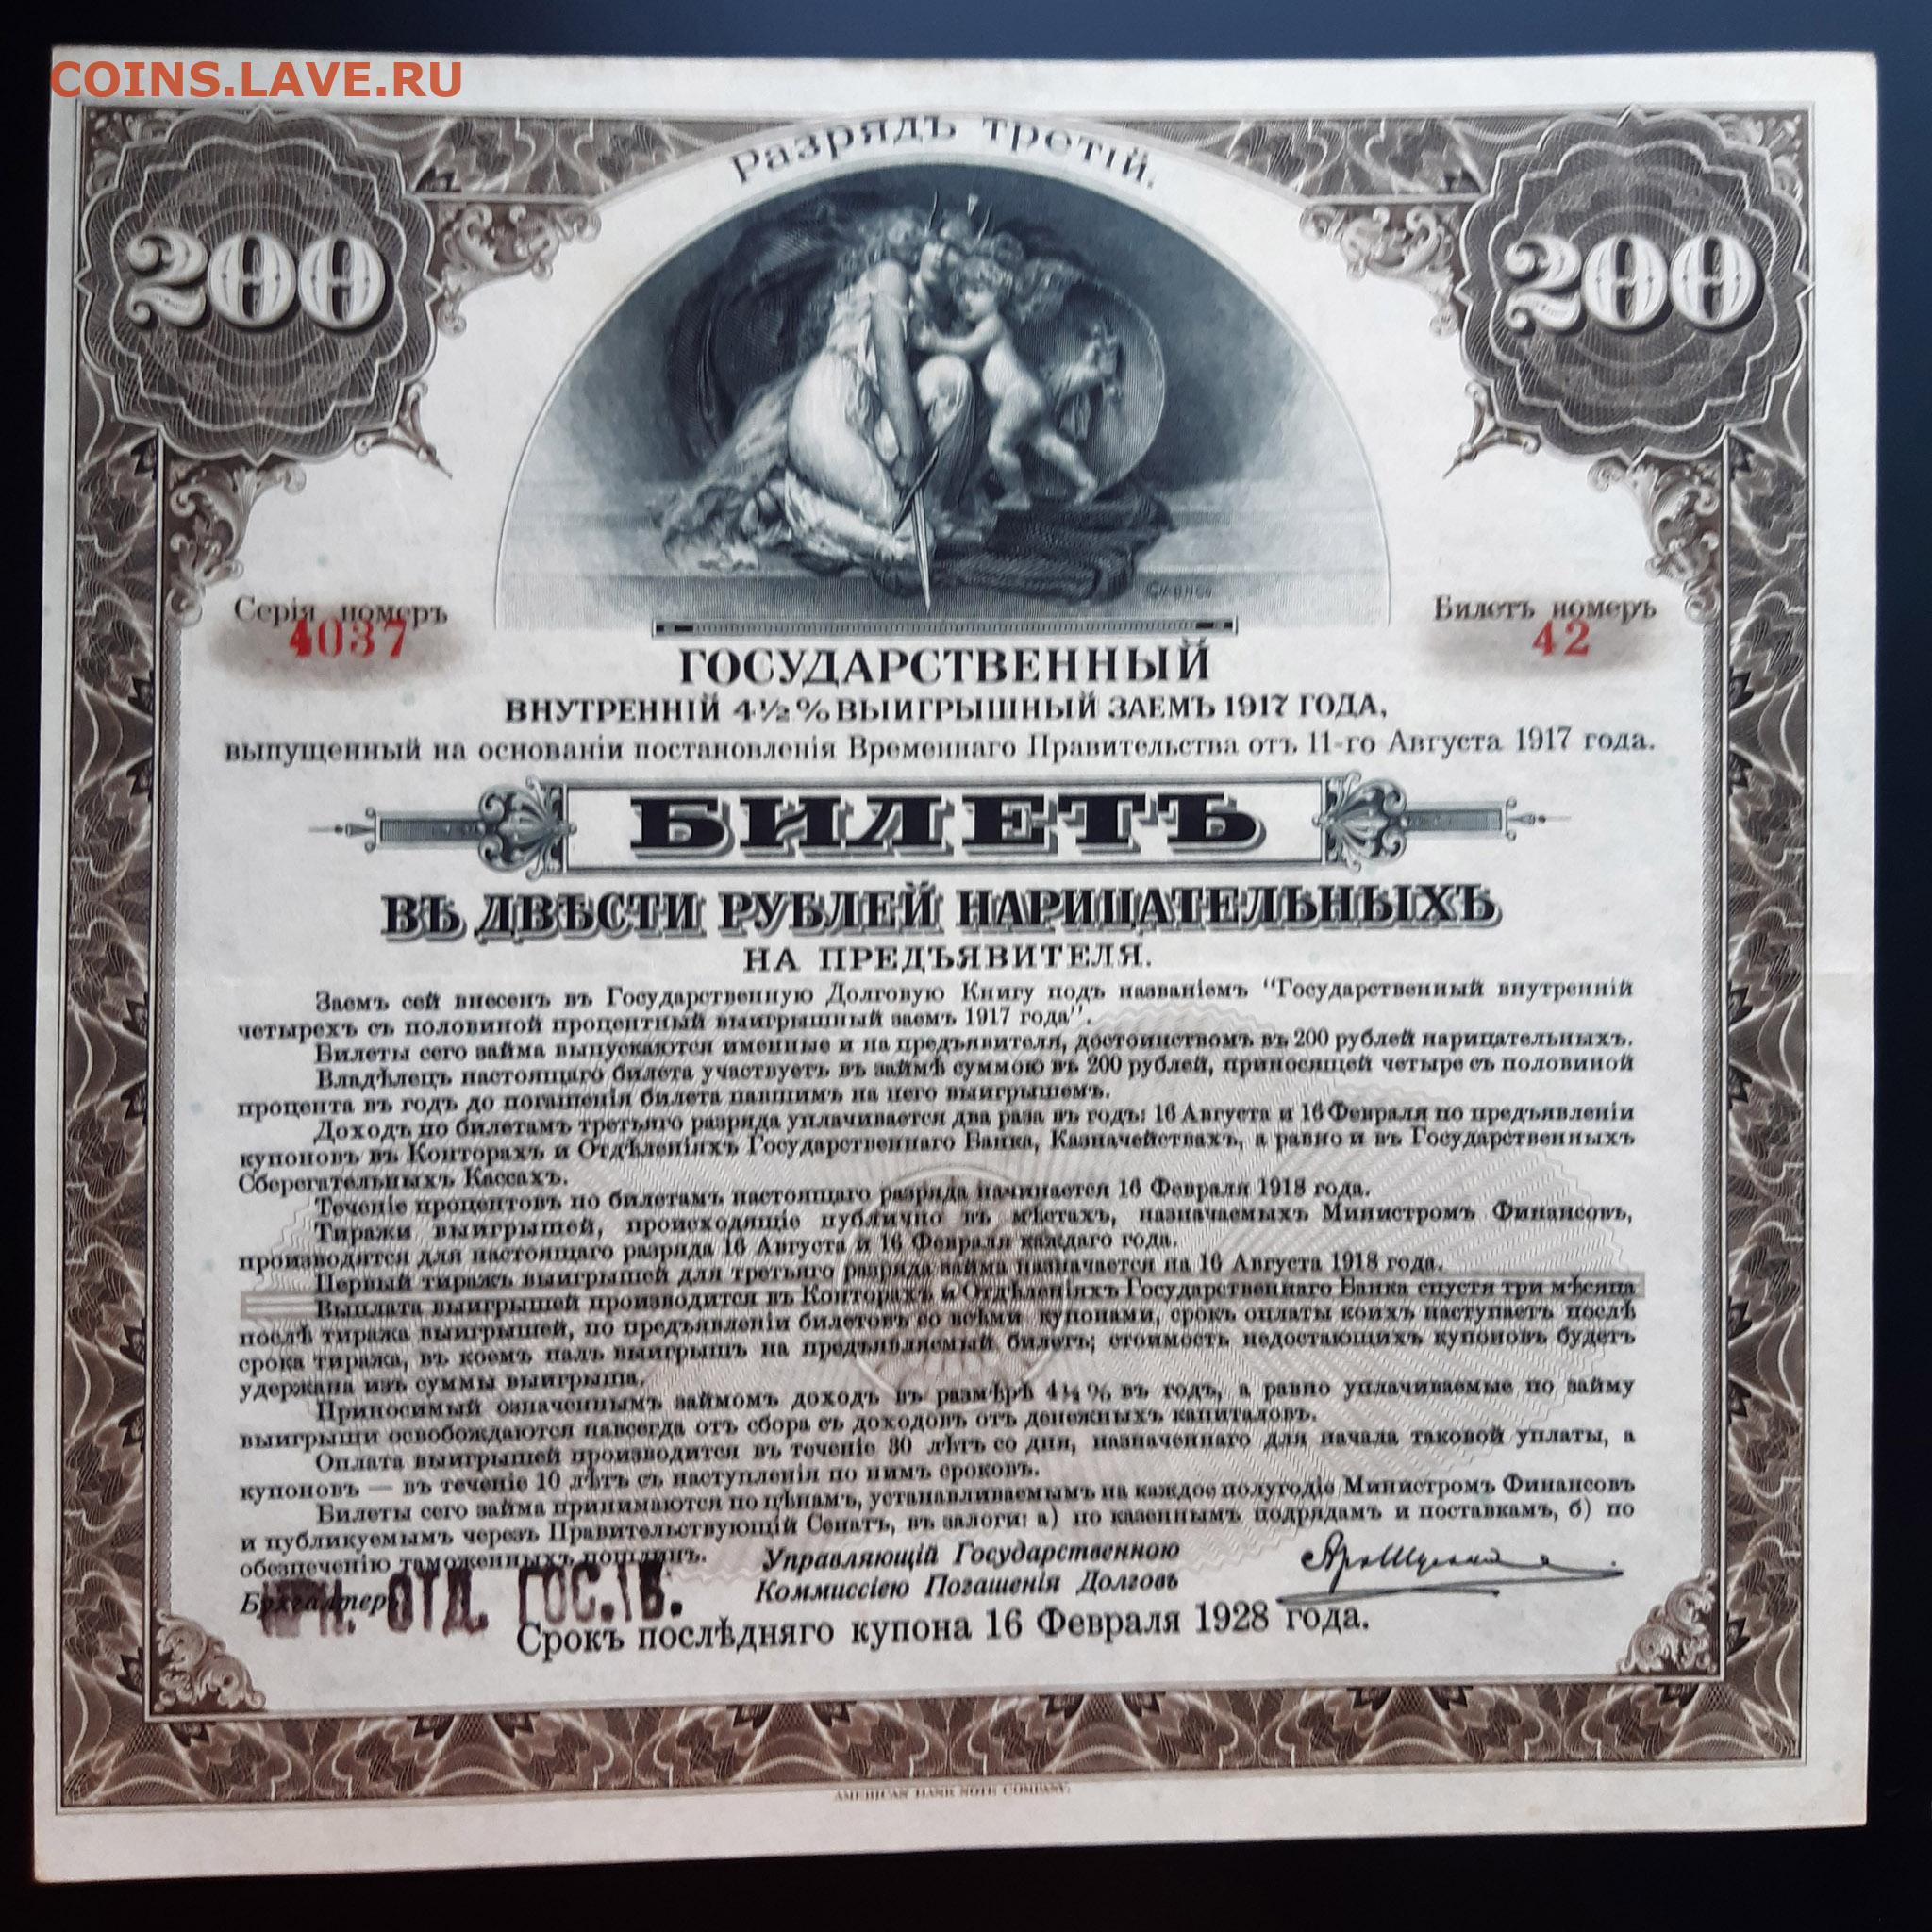 COINS.LAVE.RU
Разрядъ третій.
200
200
Серія номеръ
4037
Билетъ номеръ
42
ГОСУДАРСТВЕННЫЙ
ВНУТРЕННІЙ 4½% ВЫИГРЫШНЫЙ ЗАЕМЪ 1917 ГОДА,
выпущенный на основаніи постановленія Временнаго Правительства отъ 11-го Августа 1917 года.
БИЛЕТЪ
ВЪ ДВѢСТИ РУБЛЕЙ НАРИЦАТЕЛЬНЫХЪ
НА ПРЕДЪЯВИТЕЛЯ.
Заемъ сей внесенъ въ Государственную Долговую Книгу подъ названіемъ "Государственный внутренній
четырехъ съ половиной процентный выигрышный заемъ 1917 года".
Билеты сего займа выпускаются именные и на предъявителя, достоинствомъ въ 200 рублей нарицательныхъ.
Владѣлецъ настоящаго билета участвуетъ въ займѣ суммою въ 200 рублей, приносящей четыре съ половиной
процента въ годъ до погашенія билета павшимъ на него выигрышемъ.
Доходъ по билетамъ третьяго разряда уплачивается два раза въ годъ: 16 Августа и 16 Февраля по предъявленіи
купоновъ въ Конторахъ и Отдѣленіяхъ Государственнаго Банка, Казначействахъ, а равно и въ Государственныхъ
Сберегательныхъ Кассахъ.
Теченіе процентовъ по билетамъ настоящаго разряда начинается 16 Февраля 1918 года.
Тиражи выигрышей, происходящіе публично въ мѣстахъ, назначаемыхъ Министромъ Финансовъ,
производятся для настоящаго разряда 16 Августа и 16 Февраля каждаго года.
Первый тиражъ выигрышей для третьяго разряда займа назначается на 16 Августа 1918 года.
Выплата выигрышей производится въ Конторахъ и Отдѣленіяхъ Государственнаго Банка спустя три мѣсяца
послѣ тиража выигрышей, по предъявленіи билетовъ со всѣми купонами, срокъ оплаты коихъ наступаетъ послѣ
срока тиража, въ коемъ палъ выигрышъ на предъявляемый билетъ; стоимость недостающихъ купоновъ будетъ
удержана изъ суммы выигрыша.
Приносимый означеннымъ займомъ доходъ въ размѣрѣ 4½% въ годъ, а равно уплачиваемые по займу
выигрыши освобождаются навсегда отъ сбора съ доходовъ отъ денежныхъ капиталовъ.
Оплата выигрышей производится въ теченіе 30 лѣтъ со дня, назначеннаго для начала таковой уплаты, а
купоновъ — въ теченіе 10 лѣтъ съ наступленія по нимъ сроковъ.
Билеты сего займа принимаются по цѣнамъ, устанавливаемымъ на каждое полугодіе Министромъ Финансовъ
и публикуемымъ черезъ Правительствующій Сенатъ, въ залоги: а) по казеннымъ подрядамъ и поставкамъ, б) по
обезпеченію таможенныхъ пошлинъ.
Управляющій Государственною
Коммиссіею Погашенія Долговъ
Бухгалтеръ
ОТД. ГОС. Б.
Срокъ послѣдняго купона 16 Февраля 1928 года.
AMERICAN BANK NOTE COMPANY.